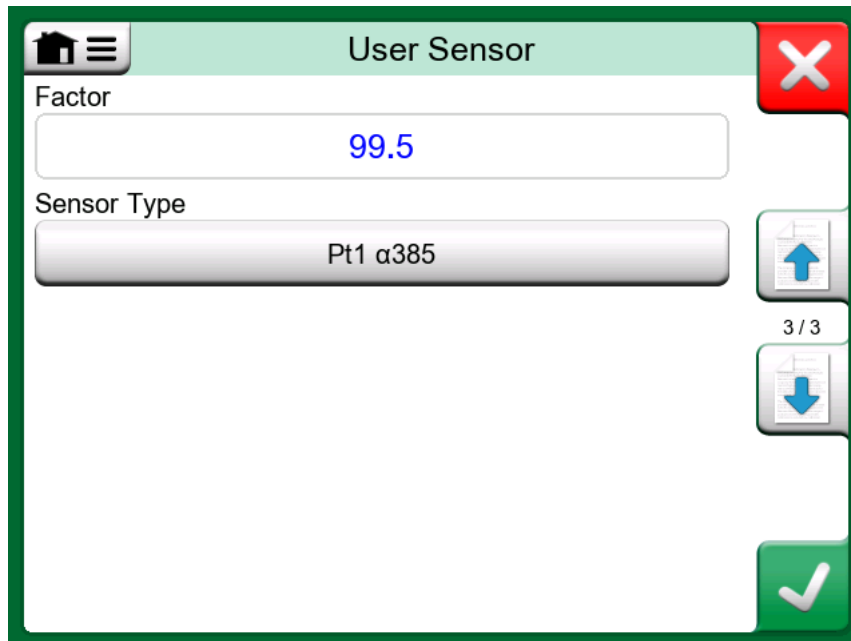 User Sensor
Factor
99.5
Sensor Type
Pt1 α385
3 / 3